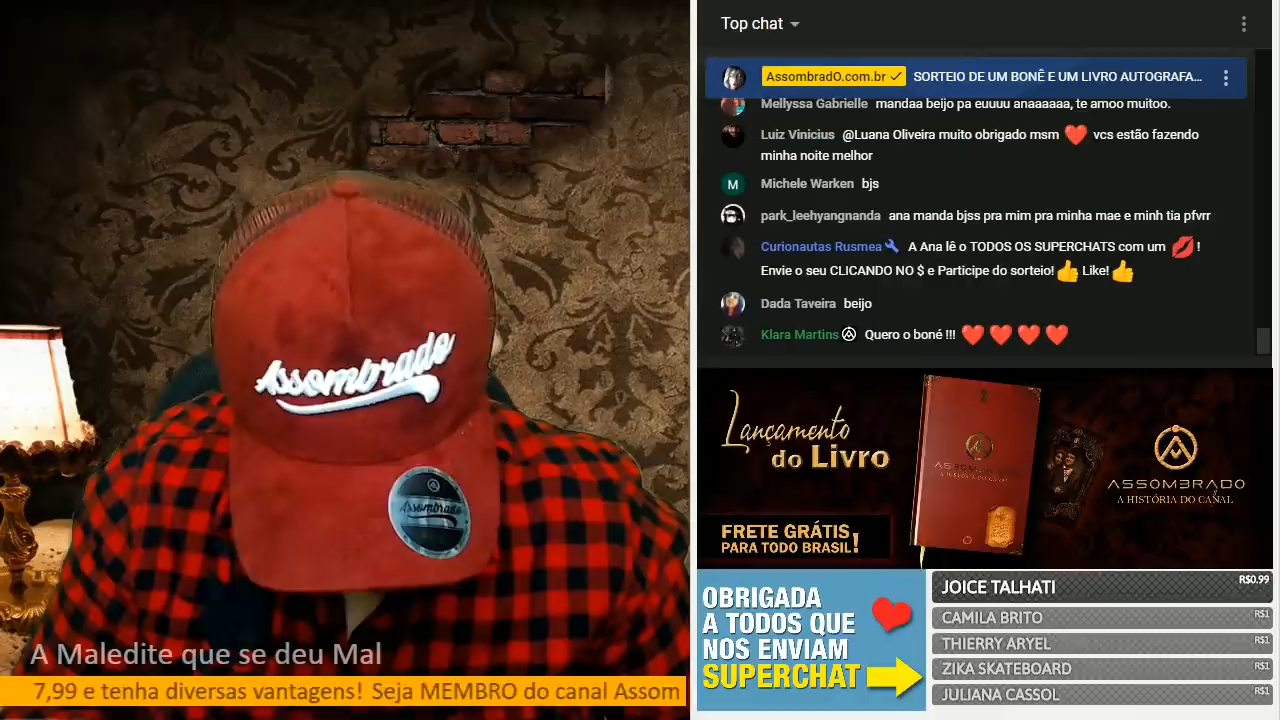 Assombrado
Assombrado
A Maledite que se deu Mal
7,99 e tenha diversas vantagens! Seja MEMBRO do canal Assom
Top chat
AssombradO.com.br SORTEIO DE UM BONÊ E UM LIVRO AUTOGRAFA...
Mellyssa Gabrielle mandaa beijo pa euuuu anaaaaaa, te amoo muitoo.
Luiz Vinicius @Luana Oliveira muito obrigado msm ❤️ vcs estão fazendo
minha noite melhor
M Michele Warken bjs
park_leehyangnanda ana manda bjss pra mim pra minha mae e minh tia pfvrr
Curionautas Rusmea A Ana lê o TODOS OS SUPERCHATS com um 💋 !
Envie o seu CLICANDO NO $ e Participe do sorteio! 👍 Like! 👍
Dada Taveira beijo
Klara Martins Quero o boné !!! ❤️ ❤️ ❤️ ❤️
Lançamento
do Livro
FRETE GRÁTIS
PARA TODO BRASIL!
ASSOMBRADO
A HISTÓRIA DO CANAL
OBRIGADA
A TODOS QUE
NOS ENVIAM
SUPERCHAT
JOICE TALHATI R$0.99
CAMILA BRITO R$1
THIERRY ARYEL R$1
ZIKA SKATEBOARD R$1
JULIANA CASSOL R$1